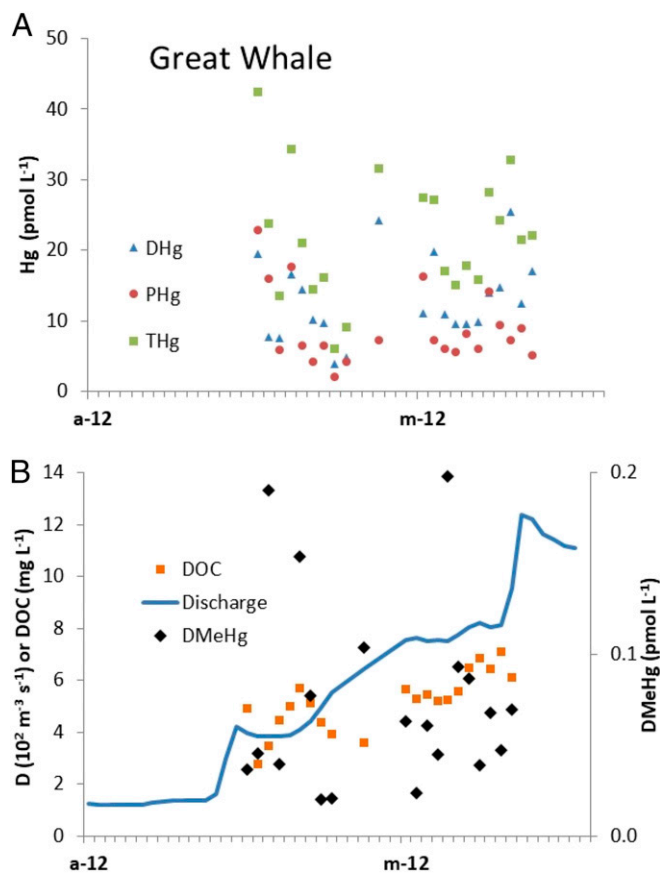 A
Great Whale
50
40
30
20
10
0
Hg (pmol L-1)
DHg
PHg
THg
a-12
m-12
B
14
12
10
8
6
4
2
0
D (10² m⁻³ s⁻¹) or DOC (mg L⁻¹)
DOC
Discharge
DMeHg
0.2
0.1
0.0
DMeHg (pmol L⁻¹)
a-12
m-12